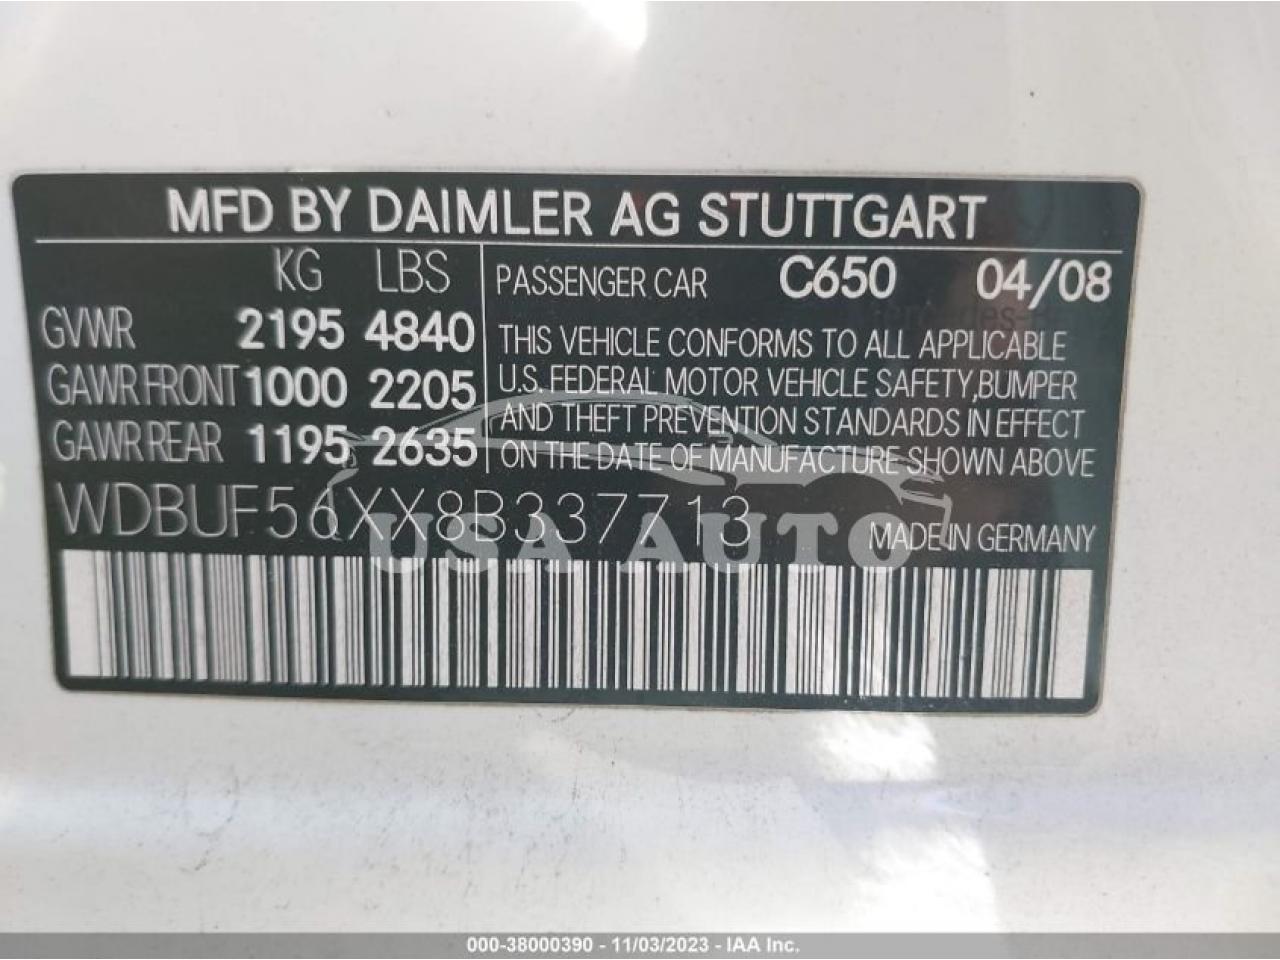 MFD BY DAIMLER AG STUTTGART
KG LBS
GVWR 2195 4840
GAWR FRONT 1000 2205
GAWR REAR 1195 2635
PASSENGER CAR C650 04/08
THIS VEHICLE CONFORMS TO ALL APPLICABLE
U.S. FEDERAL MOTOR VEHICLE SAFETY,BUMPER
AND THEFT PREVENTION STANDARDS IN EFFECT
ON THE DATE OF MANUFACTURE SHOWN ABOVE
WDBUF56XX8B337713
MADE IN GERMANY
USA AUTO
000-38000390 - 11/03/2023 - IAA Inc.